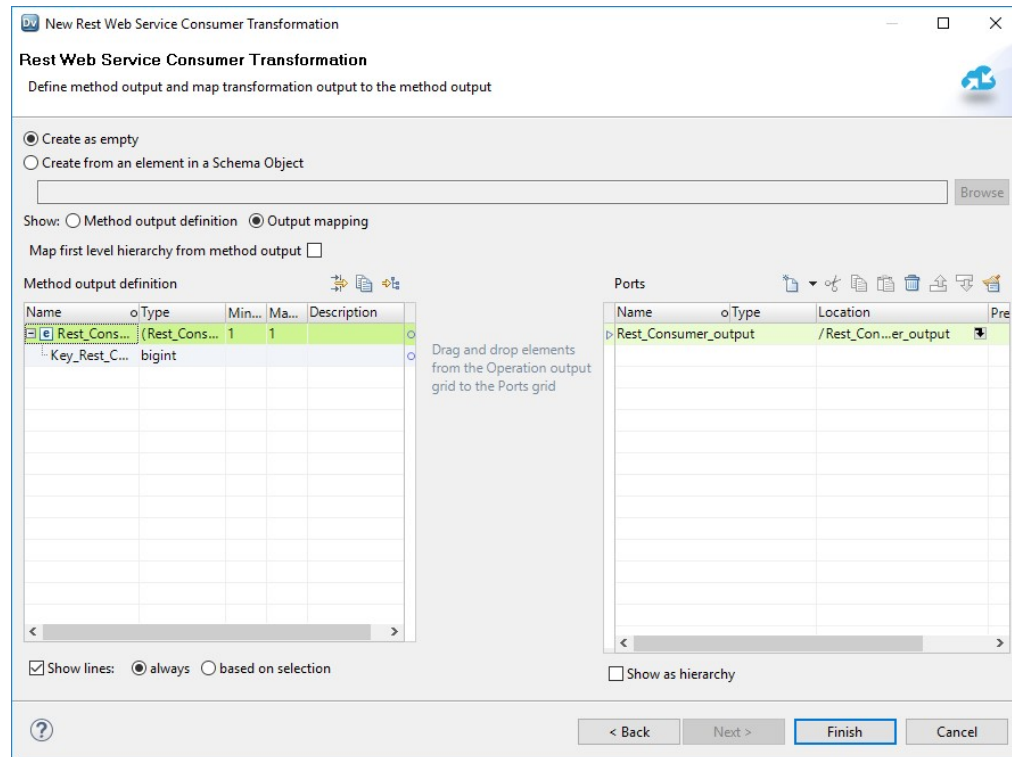 Dv New Rest Web Service Consumer Transformation
Rest Web Service Consumer Transformation
Define method output and map transformation output to the method output
Create as empty
Create from an element in a Schema Object
Browse
Show: Method output definition Output mapping
Map first level hierarchy from method output
Method output definition
Ports
Name Type Min... Ma... Description
Name Type Location Pre
e Rest_Cons... (Rest_Cons... 1 1
Rest_Consumer_output /Rest_Con...er_output
Key_Rest_C... bigint
Drag and drop elements
from the Operation output
grid to the Ports grid
Show lines: always based on selection
Show as hierarchy
?
< Back Next > Finish Cancel